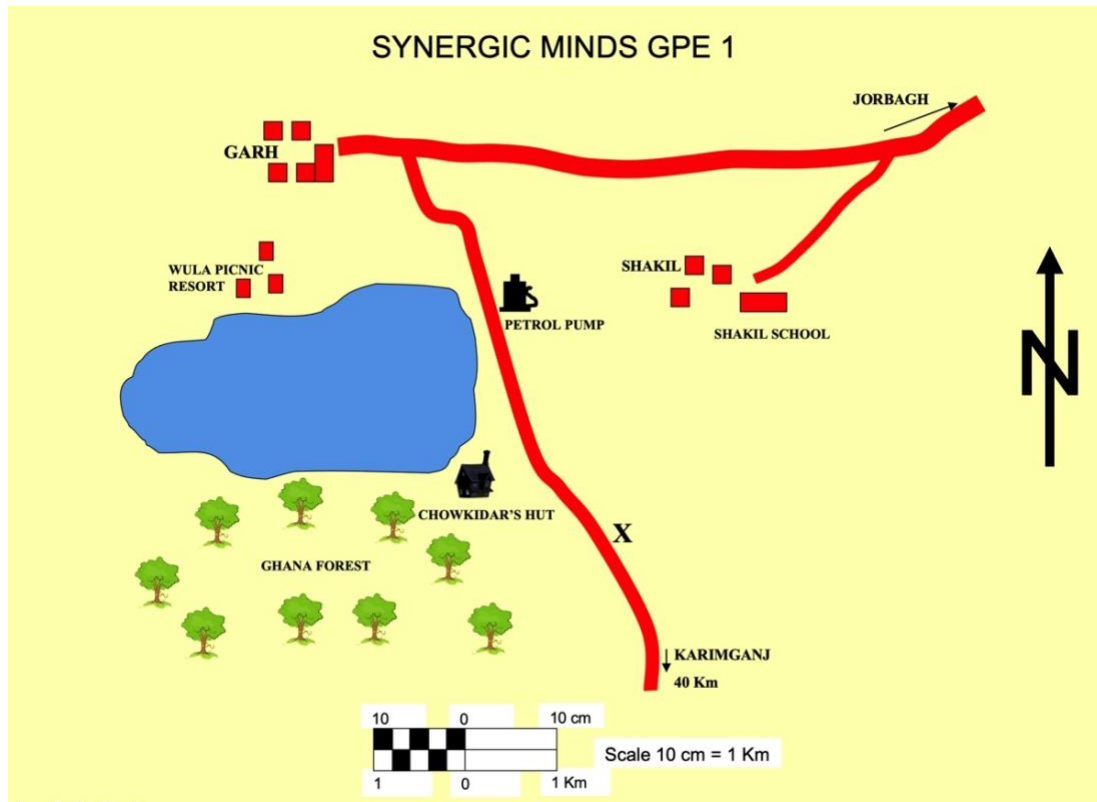 SYNERGIC MINDS GPE 1
JORBAGH
GARH
WULA PICNIC
RESORT
SHAKIL
PETROL PUMP
SHAKIL SCHOOL
N
CHOWKIDAR'S HUT
X
GHANA FOREST
KARIMGANJ
40 Km
10 0 10 cm
Scale 10 cm = 1 Km
1 0 1 Km